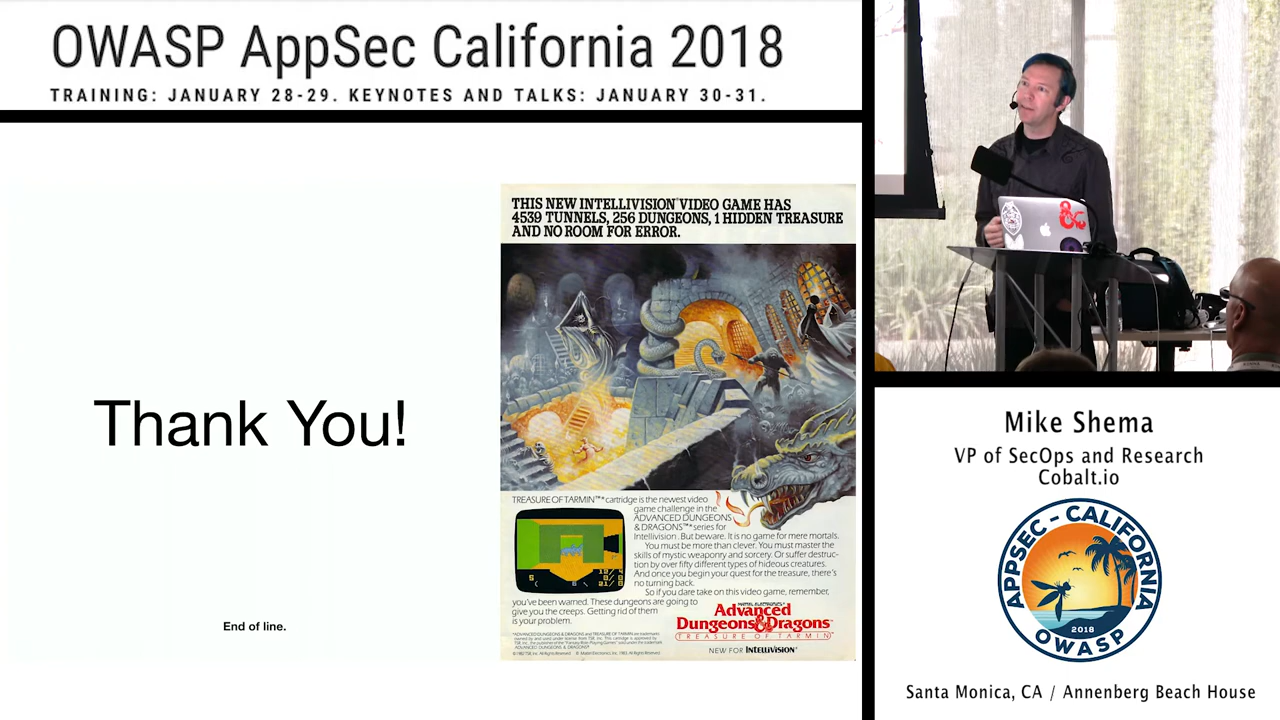 OWASP AppSec California 2018
TRAINING: JANUARY 28-29. KEYNOTES AND TALKS: JANUARY 30-31.
Thank You!
End of line.
THIS NEW INTELLIVISION VIDEO GAME HAS
4539 TUNNELS, 256 DUNGEONS, 1 HIDDEN TREASURE
AND NO ROOM FOR ERROR.
TREASURE OF TARMIN™* cartridge is the newest video
game challenge in the
ADVANCED DUNGEONS
& DRAGONS™* series for
Intellivision. But beware. It is no game for mere mortals.
You must be more than clever. You must master the
skills of mystic weaponry and sorcery. Or suffer destruc-
tion by over fifty different types of hideous creatures.
And once you begin your quest for the treasure, there's
no turning back.
So if you dare take on this video game, remember,
you've been warned. These dungeons are going to
give you the creeps. Getting rid of them
is your problem.
MATTEL ELECTRONICS
Advanced
Dungeons&Dragons
TREASURE OF TARMIN
NEW FOR INTELLIVISION
Mike Shema
VP of SecOps and Research
Cobalt.io
APPSEC - CALIFORNIA
2018
OWASP
Santa Monica, CA / Annenberg Beach House